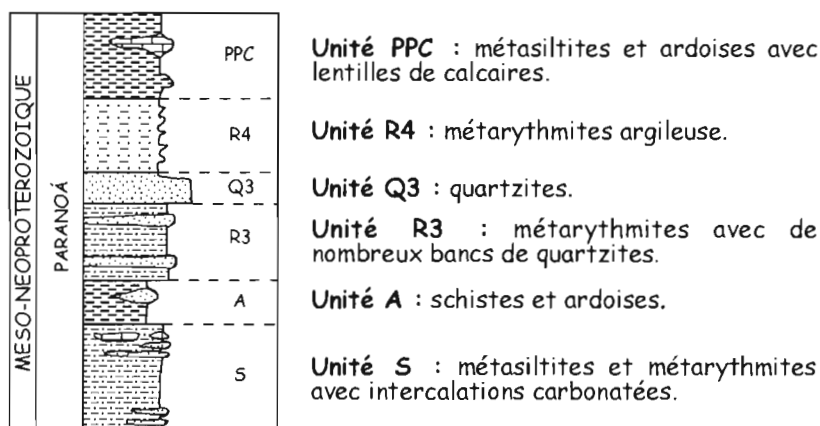 MESO-NEOPROTEROZOIQUE
PARANOÁ
PPC
Unité PPC : métasiltites et ardoises avec
lentilles de calcaires.
R4
Unité R4 : métarythmites argileuse.
Q3
Unité Q3 : quartzites.
R3
Unité R3 : métarythmites avec de
nombreux bancs de quartzites.
A
Unité A : schistes et ardoises.
S
Unité S : métasiltites et métarythmites
avec intercalations carbonatées.